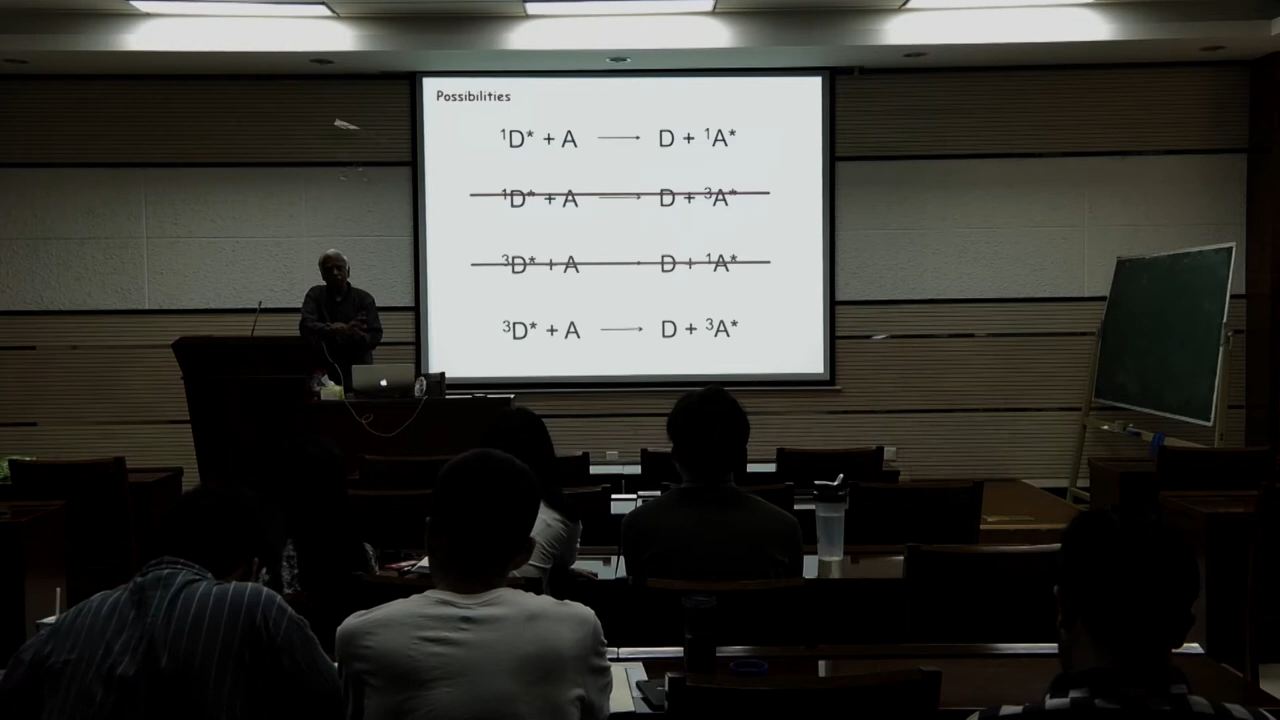 Possibilities
¹D* + A ⟶ D + ¹A*
¹D* + A ⟶ D + ³A*
³D* + A ⟶ D + ¹A*
³D* + A ⟶ D + ³A*